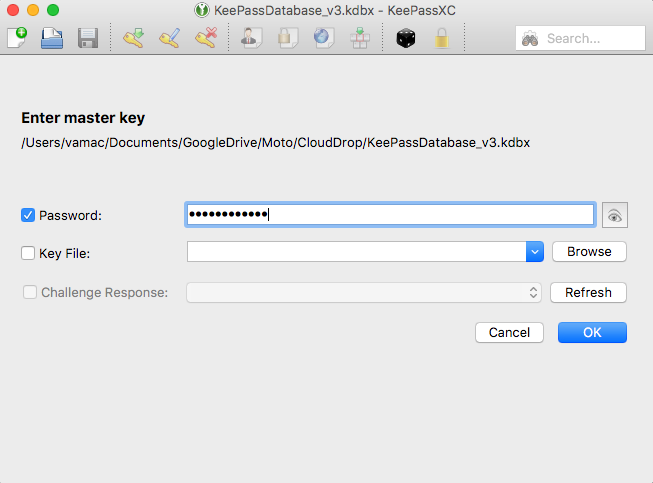 KeePassDatabase_v3.kdbx - KeePassXC
Search...
Enter master key
/Users/vamac/Documents/GoogleDrive/Moto/CloudDrop/KeePassDatabase_v3.kdbx
Password: ••••••••••••
Key File: Browse
Challenge Response: Refresh
Cancel OK